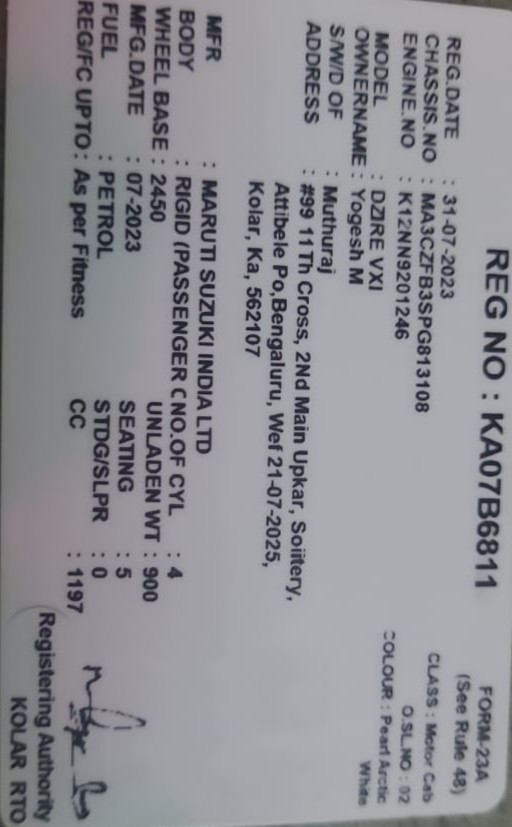 FORM-23A
(See Rule 48)
REG NO : KA07B6811
CLASS : Motor Cab
REG.DATE : 31-07-2023
O.SL.NO : 02
CHASSIS.NO : MA3CZFB3SPG813108
COLOUR : Pearl Arctic White
ENGINE.NO : K12NN9201246
MODEL : DZIRE VXI
OWNERNAME : Yogesh M
S/W/D OF : Muthuraj
ADDRESS : #99 11Th Cross, 2Nd Main Upkar, Soiitery,
Attibele Po,Bengaluru, Wef 21-07-2025,
Kolar, Ka, 562107
MFR : MARUTI SUZUKI INDIA LTD
BODY : RIGID (PASSENGER C NO.OF CYL : 4
WHEEL BASE : 2450 UNLADEN WT : 900
MFG.DATE : 07-2023 SEATING : 5
FUEL : PETROL STDG/SLPR : 0
REG/FC UPTO : As per Fitness CC : 1197
Registering Authority
KOLAR RTO